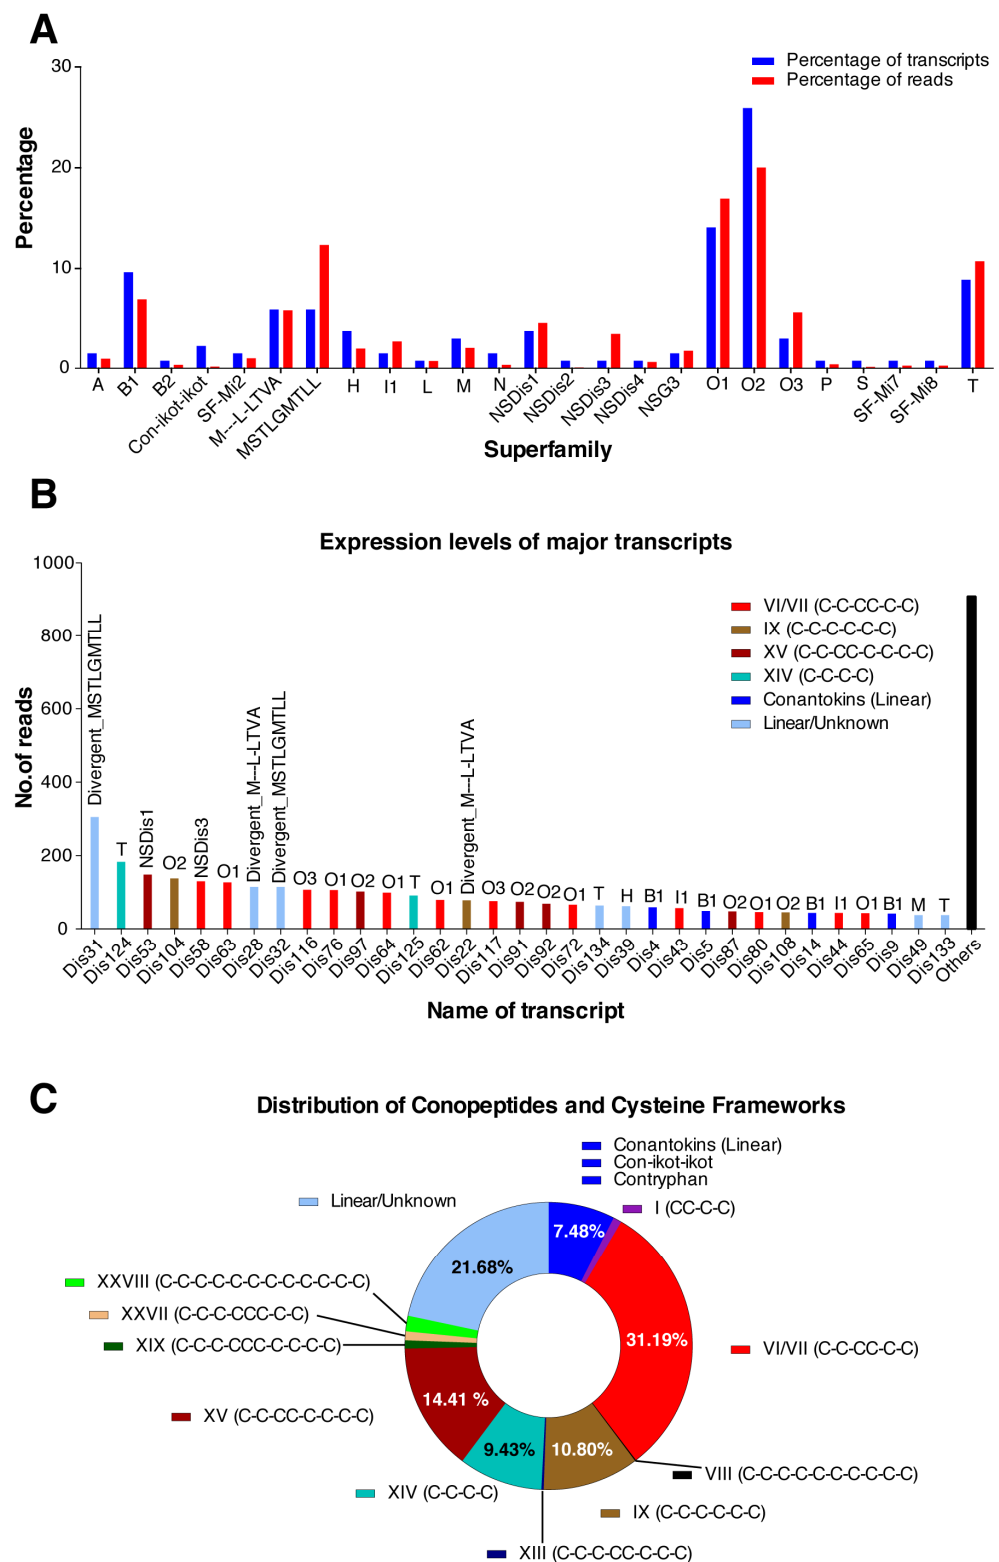 A
30
20
10
0
Percentage
Percentage of transcripts
Percentage of reads
A
B1
B2
Con-ikot-ikot
SF-Mi2
M---L-LTVA
MSTLGMTLL
H
I1
L
M
N
NSDis1
NSDis2
NSDis3
NSDis4
NSG3
O1
O2
O3
P
S
SF-Mi7
SF-Mi8
T
Superfamily
B
Expression levels of major transcripts
1000
800
600
400
200
0
No.of reads
VI/VII (C-C-CC-C-C)
IX (C-C-C-C-C-C)
XV (C-C-CC-C-C-C-C)
XIV (C-C-C-C)
Conantokins (Linear)
Linear/Unknown
Divergent_MSTLGMTLL
T
NSDis1
O2
NSDis3
O1
Divergent_M---L-LTVA
Divergent_MSTLGMTLL
O3
O1
O2
O1
T
O1
Divergent_M---L-LTVA
O3
O2
O2
O1
T
H
B1
I1
B1
O2
O1
O2
B1
I1
O1
B1
M
T
Dis31
Dis124
Dis53
Dis104
Dis58
Dis63
Dis28
Dis32
Dis116
Dis76
Dis97
Dis64
Dis125
Dis62
Dis22
Dis117
Dis91
Dis92
Dis72
Dis134
Dis39
Dis4
Dis43
Dis5
Dis87
Dis80
Dis108
Dis14
Dis44
Dis65
Dis9
Dis49
Dis133
Others
Name of transcript
C
Distribution of Conopeptides and Cysteine Frameworks
Conantokins (Linear)
Con-ikot-ikot
Contryphan
Linear/Unknown
I (CC-C-C)
7.48%
21.68%
XXVIII (C-C-C-C-C-C-C-C-C-C-C-C-C)
XXVII (C-C-C-CCC-C-C)
XIX (C-C-C-CCC-C-C-C-C)
31.19%
VI/VII (C-C-CC-C-C)
14.41 %
XV (C-C-CC-C-C-C-C)
9.43%
10.80%
VIII (C-C-C-C-C-C-C-C-C-C)
XIV (C-C-C-C)
IX (C-C-C-C-C-C)
XIII (C-C-C-CC-C-C-C)